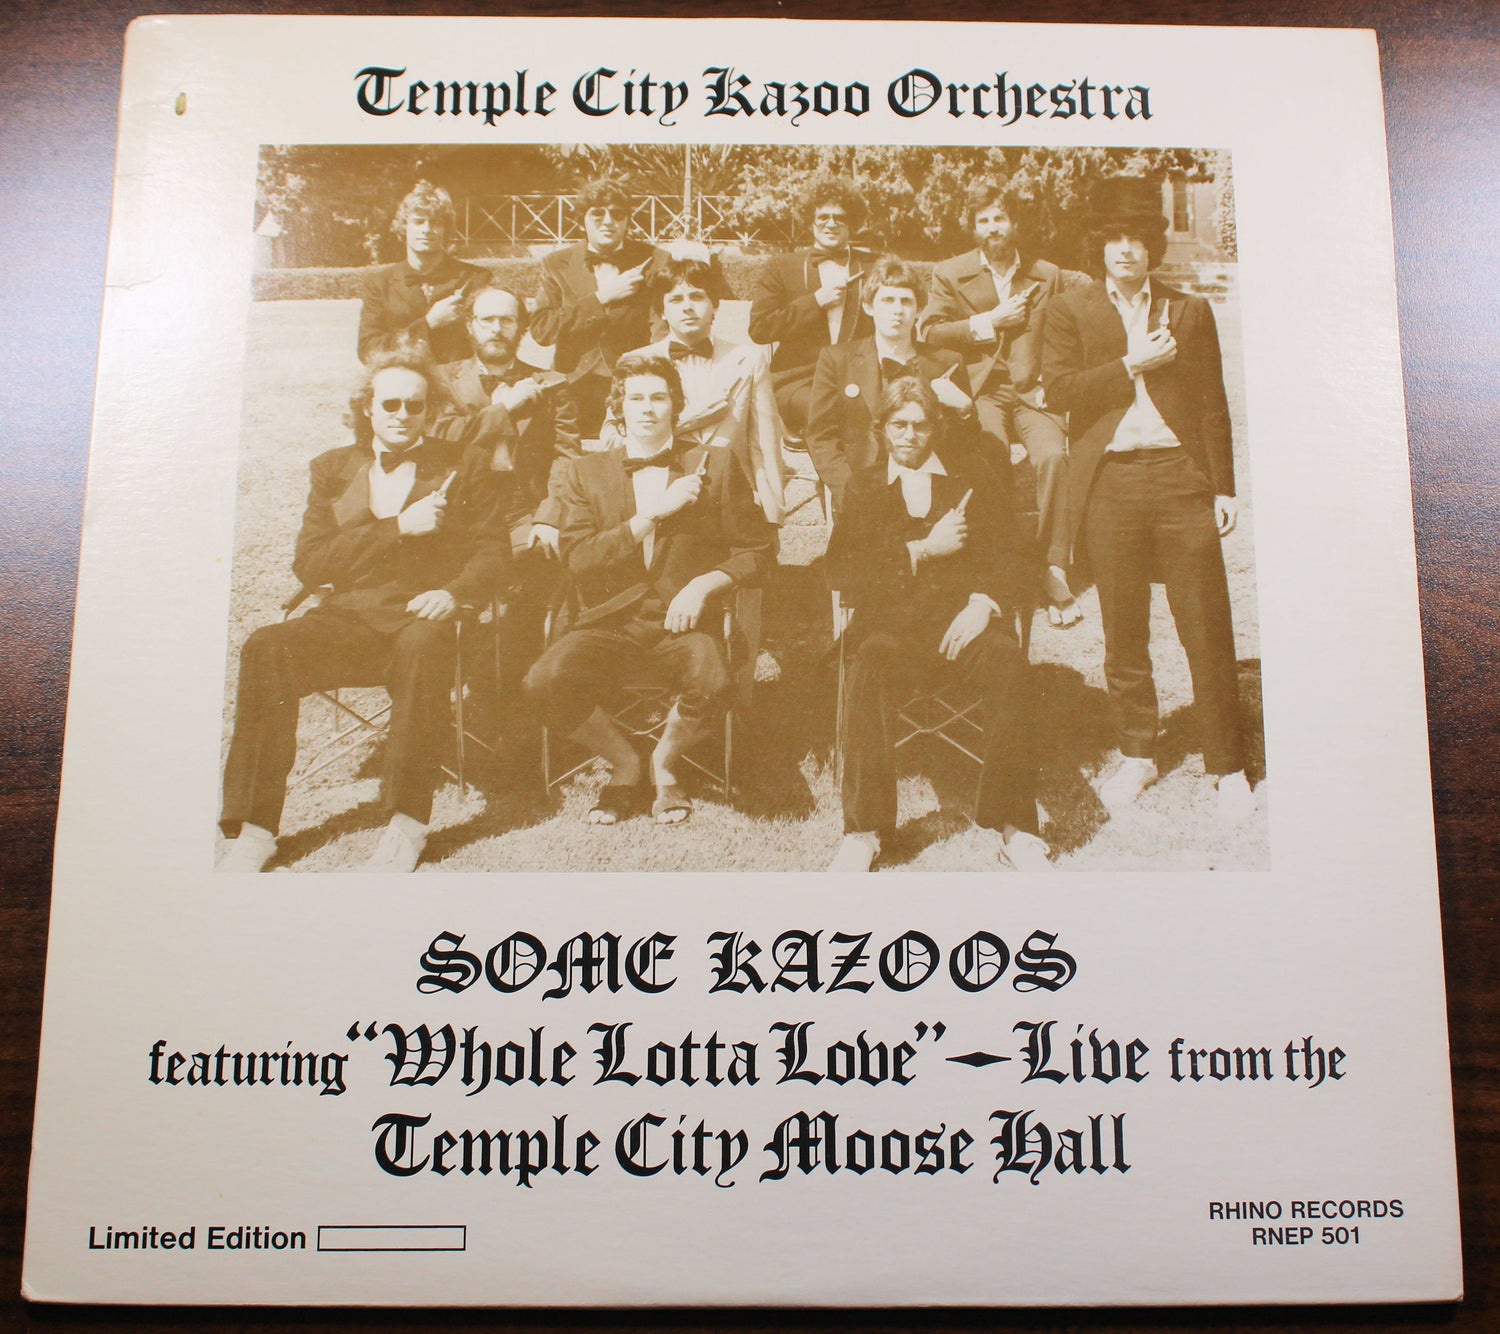 Temple City Kazoo Orchestra
SOME KAZOOS
featuring "Whole Lotta Love"-Live from the
Temple City Moose Hall
Limited Edition
RHINO RECORDS
RNEP 501